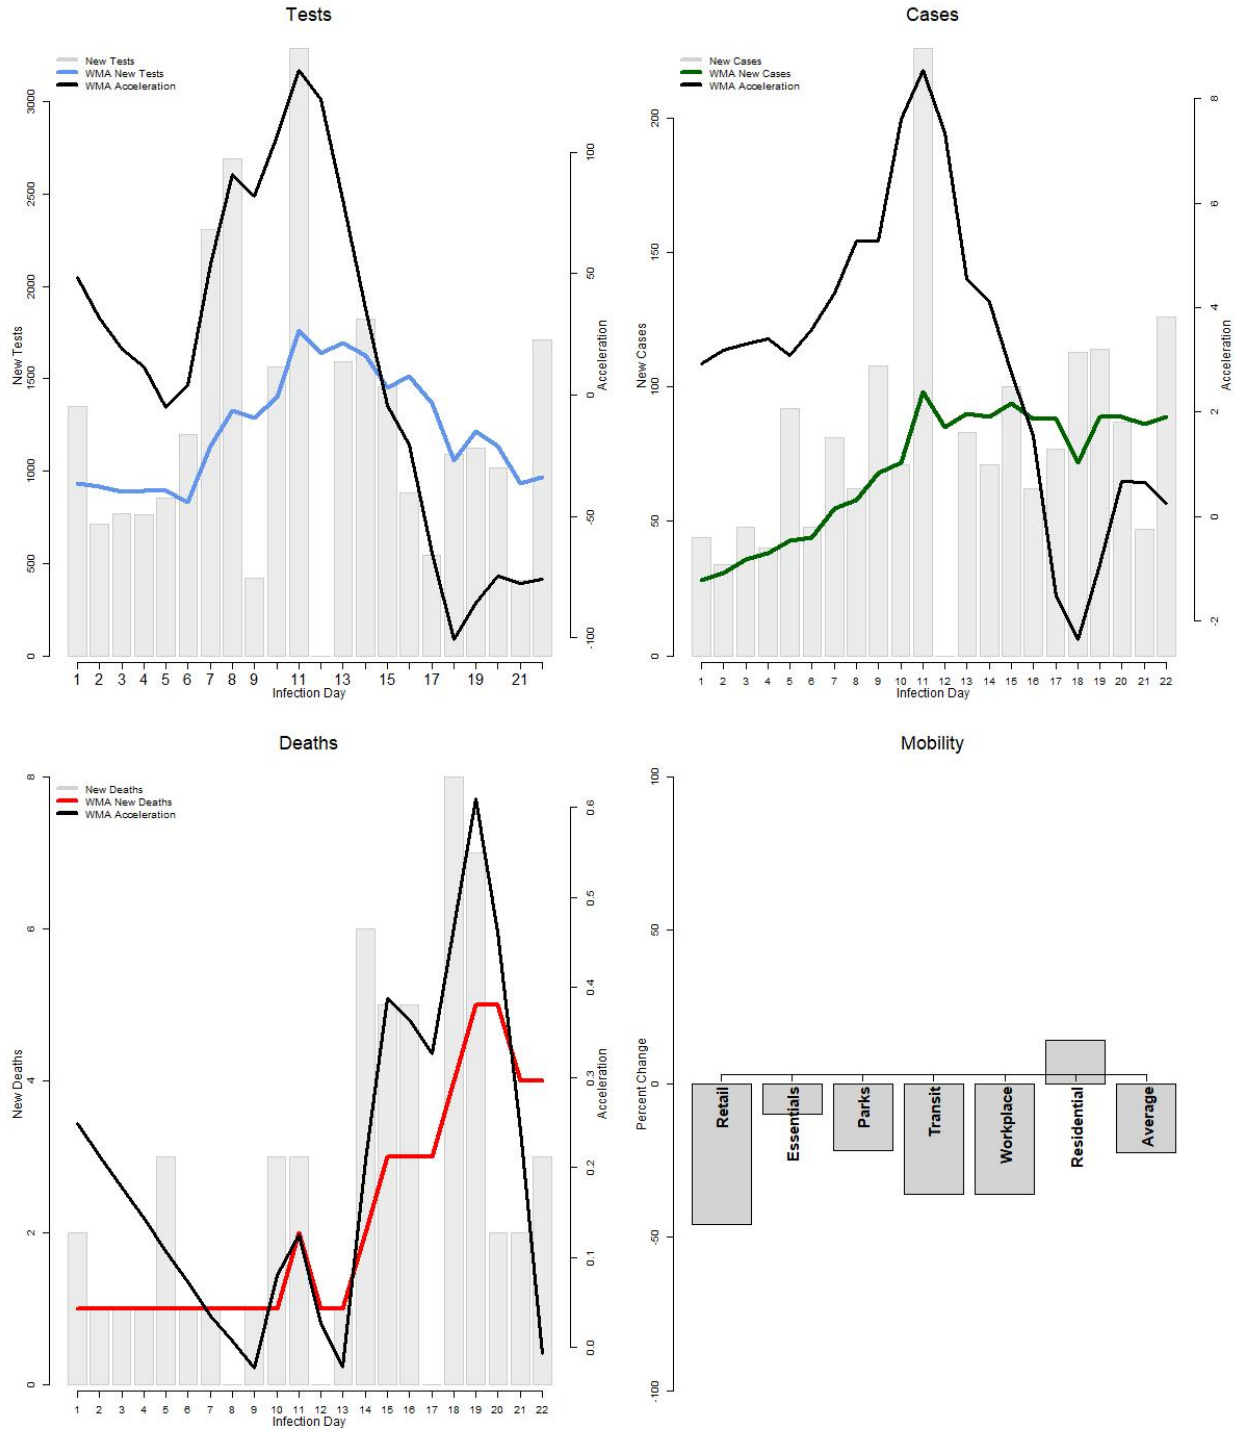 Tests
New Tests
WMA New Tests
WMA Acceleration
New Tests
0 500 1000 1500 2000 2500 3000
Acceleration
-100 -50 0 50 100
1 2 3 4 5 6 7 8 9 11 13 15 17 19 21
Infection Day
Cases
New Cases
WMA New Cases
WMA Acceleration
New Cases
0 50 100 150 200
Acceleration
-2 0 2 4 6 8
1 2 3 4 5 6 7 8 9 10 11 12 13 14 15 16 17 18 19 20 21 22
Infection Day
Deaths
New Deaths
WMA New Deaths
WMA Acceleration
New Deaths
0 2 4 6 8
Acceleration
0.0 0.1 0.2 0.3 0.4 0.5 0.6
1 2 3 4 5 6 7 8 9 10 11 12 13 14 15 16 17 18 19 20 21 22
Infection Day
Mobility
Percent Change
-100 -50 0 50 100
Retail
Essentials
Parks
Transit
Workplace
Residential
Average